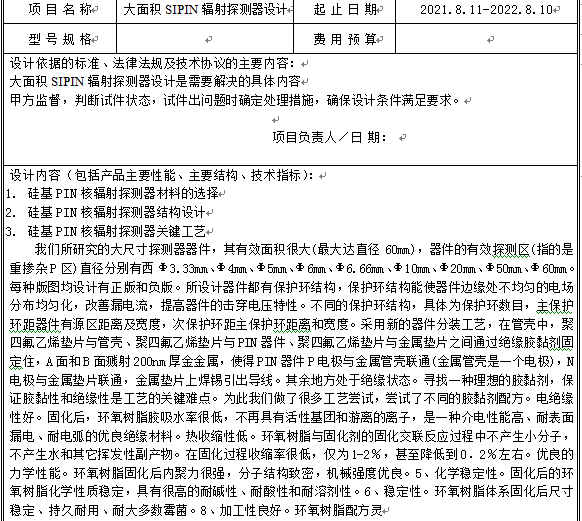 项目名称 大面积 SIPIN 辐射探测器设计 起止日期 2021.8.11-2022.8.10
型号规格 费用预算
设计依据的标准、法律法规及技术协议的主要内容:
大面积 SIPIN 辐射探测器设计是需要解决的具体内容
甲方监督，判断试件状态，试件出问题时确定处理措施，确保设计条件满足要求。
项目负责人／日期：
设计内容（包括产品主要性能、主要结构、技术指标）：
1. 硅基 PIN 核辐射探测器材料的选择
2. 硅基 PIN 核辐射探测器结构设计
3. 硅基 PIN 核辐射探测器关键工艺
我们所研究的大尺寸探测器器件，其有效面积很大(最大达直径 60mm)，器件的有效探测区(指的是
重掺杂 P 区)直径分别有西 Φ3.33mm、Φ4mm、Φ5mm、Φ6mm、Φ6.66mm、Φ10mm、Φ20mm、Φ50mm、Φ60mm。
每种版图均设计有正版和负版。所设计器件都有保护环结构，保护环结构能使器件边缘处不均匀的电场
分布均匀化，改善漏电流，提高器件的击穿电压特性。不同的保护环结构，具体为保护环数目，主保护
环距器件有源区距离及宽度，次保护环距主保护环距离和宽度。采用新的器件分装工艺，在管壳中，聚
四氟乙烯垫片与管壳、聚四氟乙烯垫片与 PIN 器件、聚四氟乙烯垫片与金属垫片之间通过绝缘胶黏剂固
定住，A 面和 B 面溅射 200nm 厚金金属，使得 PIN 器件 P 电极与金属管壳联通(金属管壳是一个电极)，N
电极与金属垫片联通，金属垫片上焊锡引出导线。其余地方处于绝缘状态。寻找一种理想的胶黏剂，保
证胶黏性和绝缘性是工艺的关键难点。为此我们做了很多工艺尝试，尝试了不同的胶黏剂配方。电绝缘
性好。固化后，环氧树脂胶吸水率很低，不再具有活性基团和游离的离子，是一种介电性能高、耐表面
漏电、耐电弧的优良绝缘材料。热收缩性低。环氧树脂与固化剂的固化交联反应过程中不产生小分子，
不产生水和其它挥发性副产物。在固化过程收缩率很低，仅为 1-2%，甚至降低到 0.2%左右。优良的
力学性能。环氧树脂固化后内聚力很强，分子结构致密，机械强度优良。5、化学稳定性。固化后的环
氧树脂化学性质稳定，具有很高的耐碱性、耐酸性和耐溶剂性。6、稳定性。环氧树脂体系固化后尺寸
稳定、持久耐用、耐大多数霉菌。8、加工性良好。环氧树脂配方灵